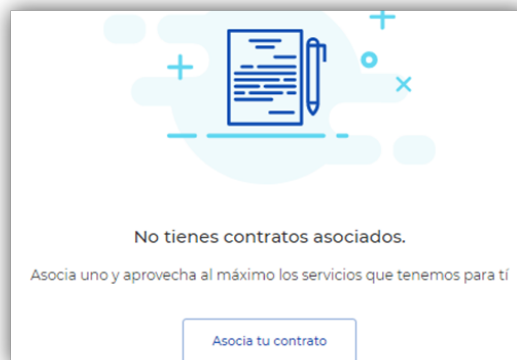 No tienes contratos asociados.
Asocia uno y aprovecha al máximo los servicios que tenemos para tí
Asocia tu contrato